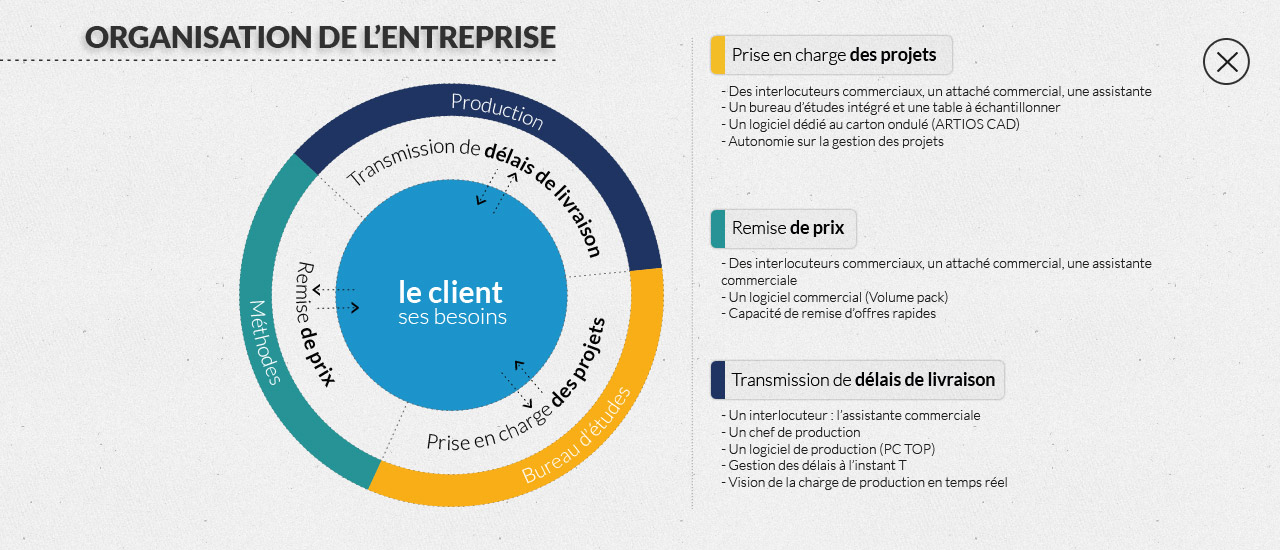 ORGANISATION DE L’ENTREPRISE
Production
Transmission de délais de livraison
le client
ses besoins
Remise de prix
Méthodes
Prise en charge des projets
Bureau d’études
Prise en charge des projets
- Des interlocuteurs commerciaux, un attaché commercial, une assistante
- Un bureau d’études intégré et une table à échantillonner
- Un logiciel dédié au carton ondulé (ARTIOS CAD)
- Autonomie sur la gestion des projets
Remise de prix
- Des interlocuteurs commerciaux, un attaché commercial, une assistante
commerciale
- Un logiciel commercial (Volume pack)
- Capacité de remise d’offres rapides
Transmission de délais de livraison
- Un interlocuteur : l’assistante commerciale
- Un chef de production
- Un logiciel de production (PC TOP)
- Gestion des délais à l’instant T
- Vision de la charge de production en temps réel